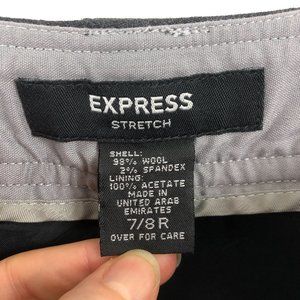 EXPRESS
STRETCH
SHELL:
98% WOOL
2% SPANDEX
LINING:
100% ACETATE
MADE IN
UNITED ARAB
EMIRATES
7/8 R
OVER FOR CARE